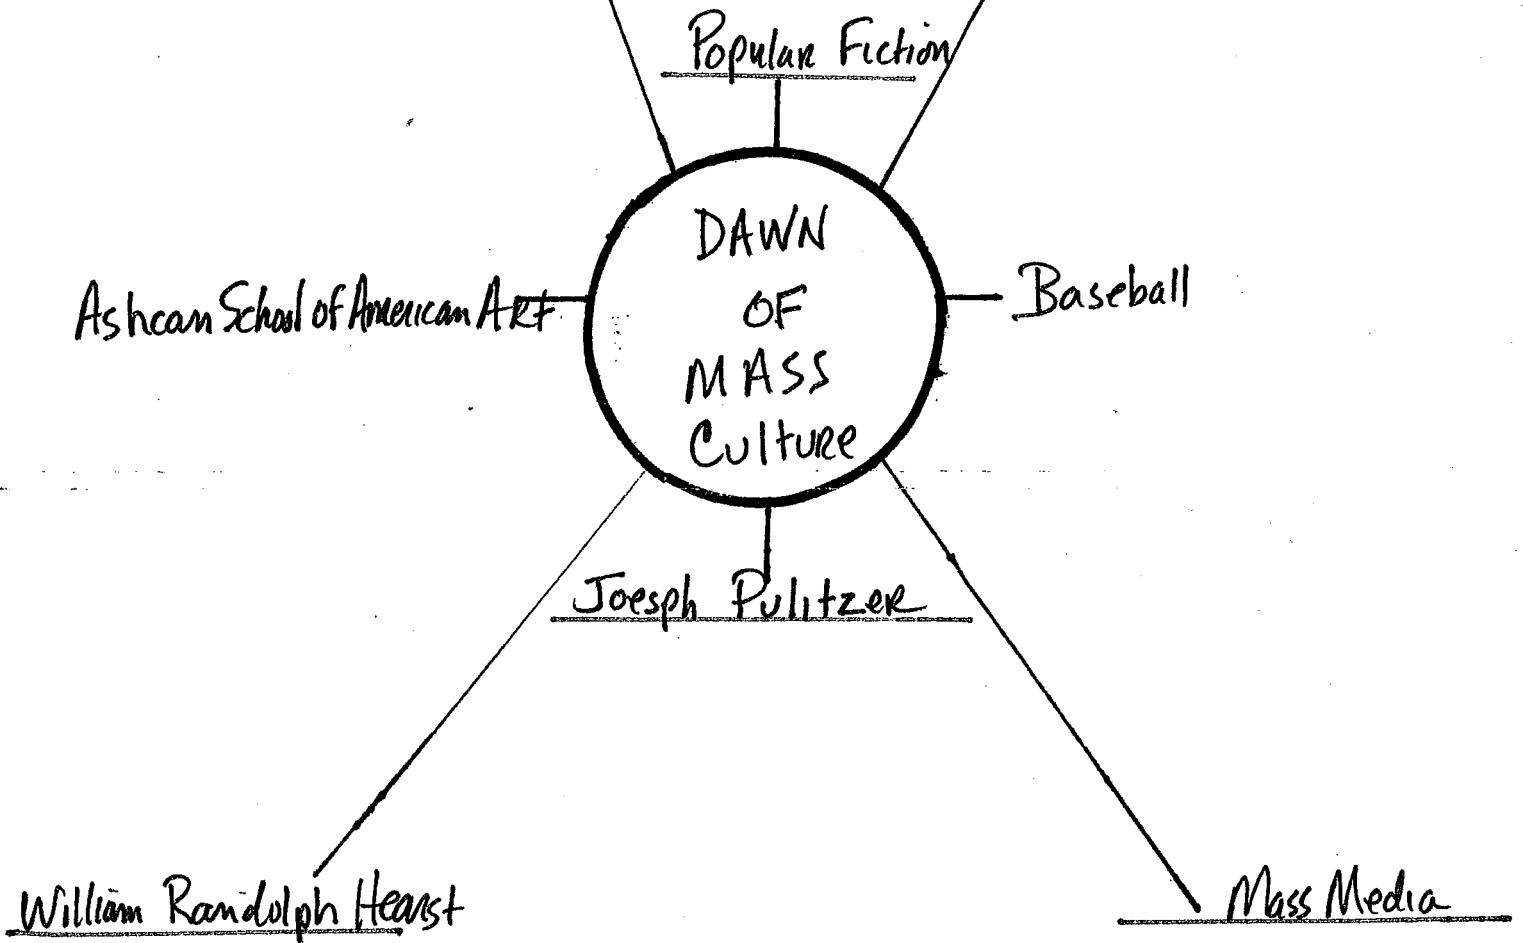 Popular Fiction
DAWN
OF
MASS
Culture
Ashcan School of American Art
Baseball
Joesph Pulitzer
William Randolph Hearst
Mass Media